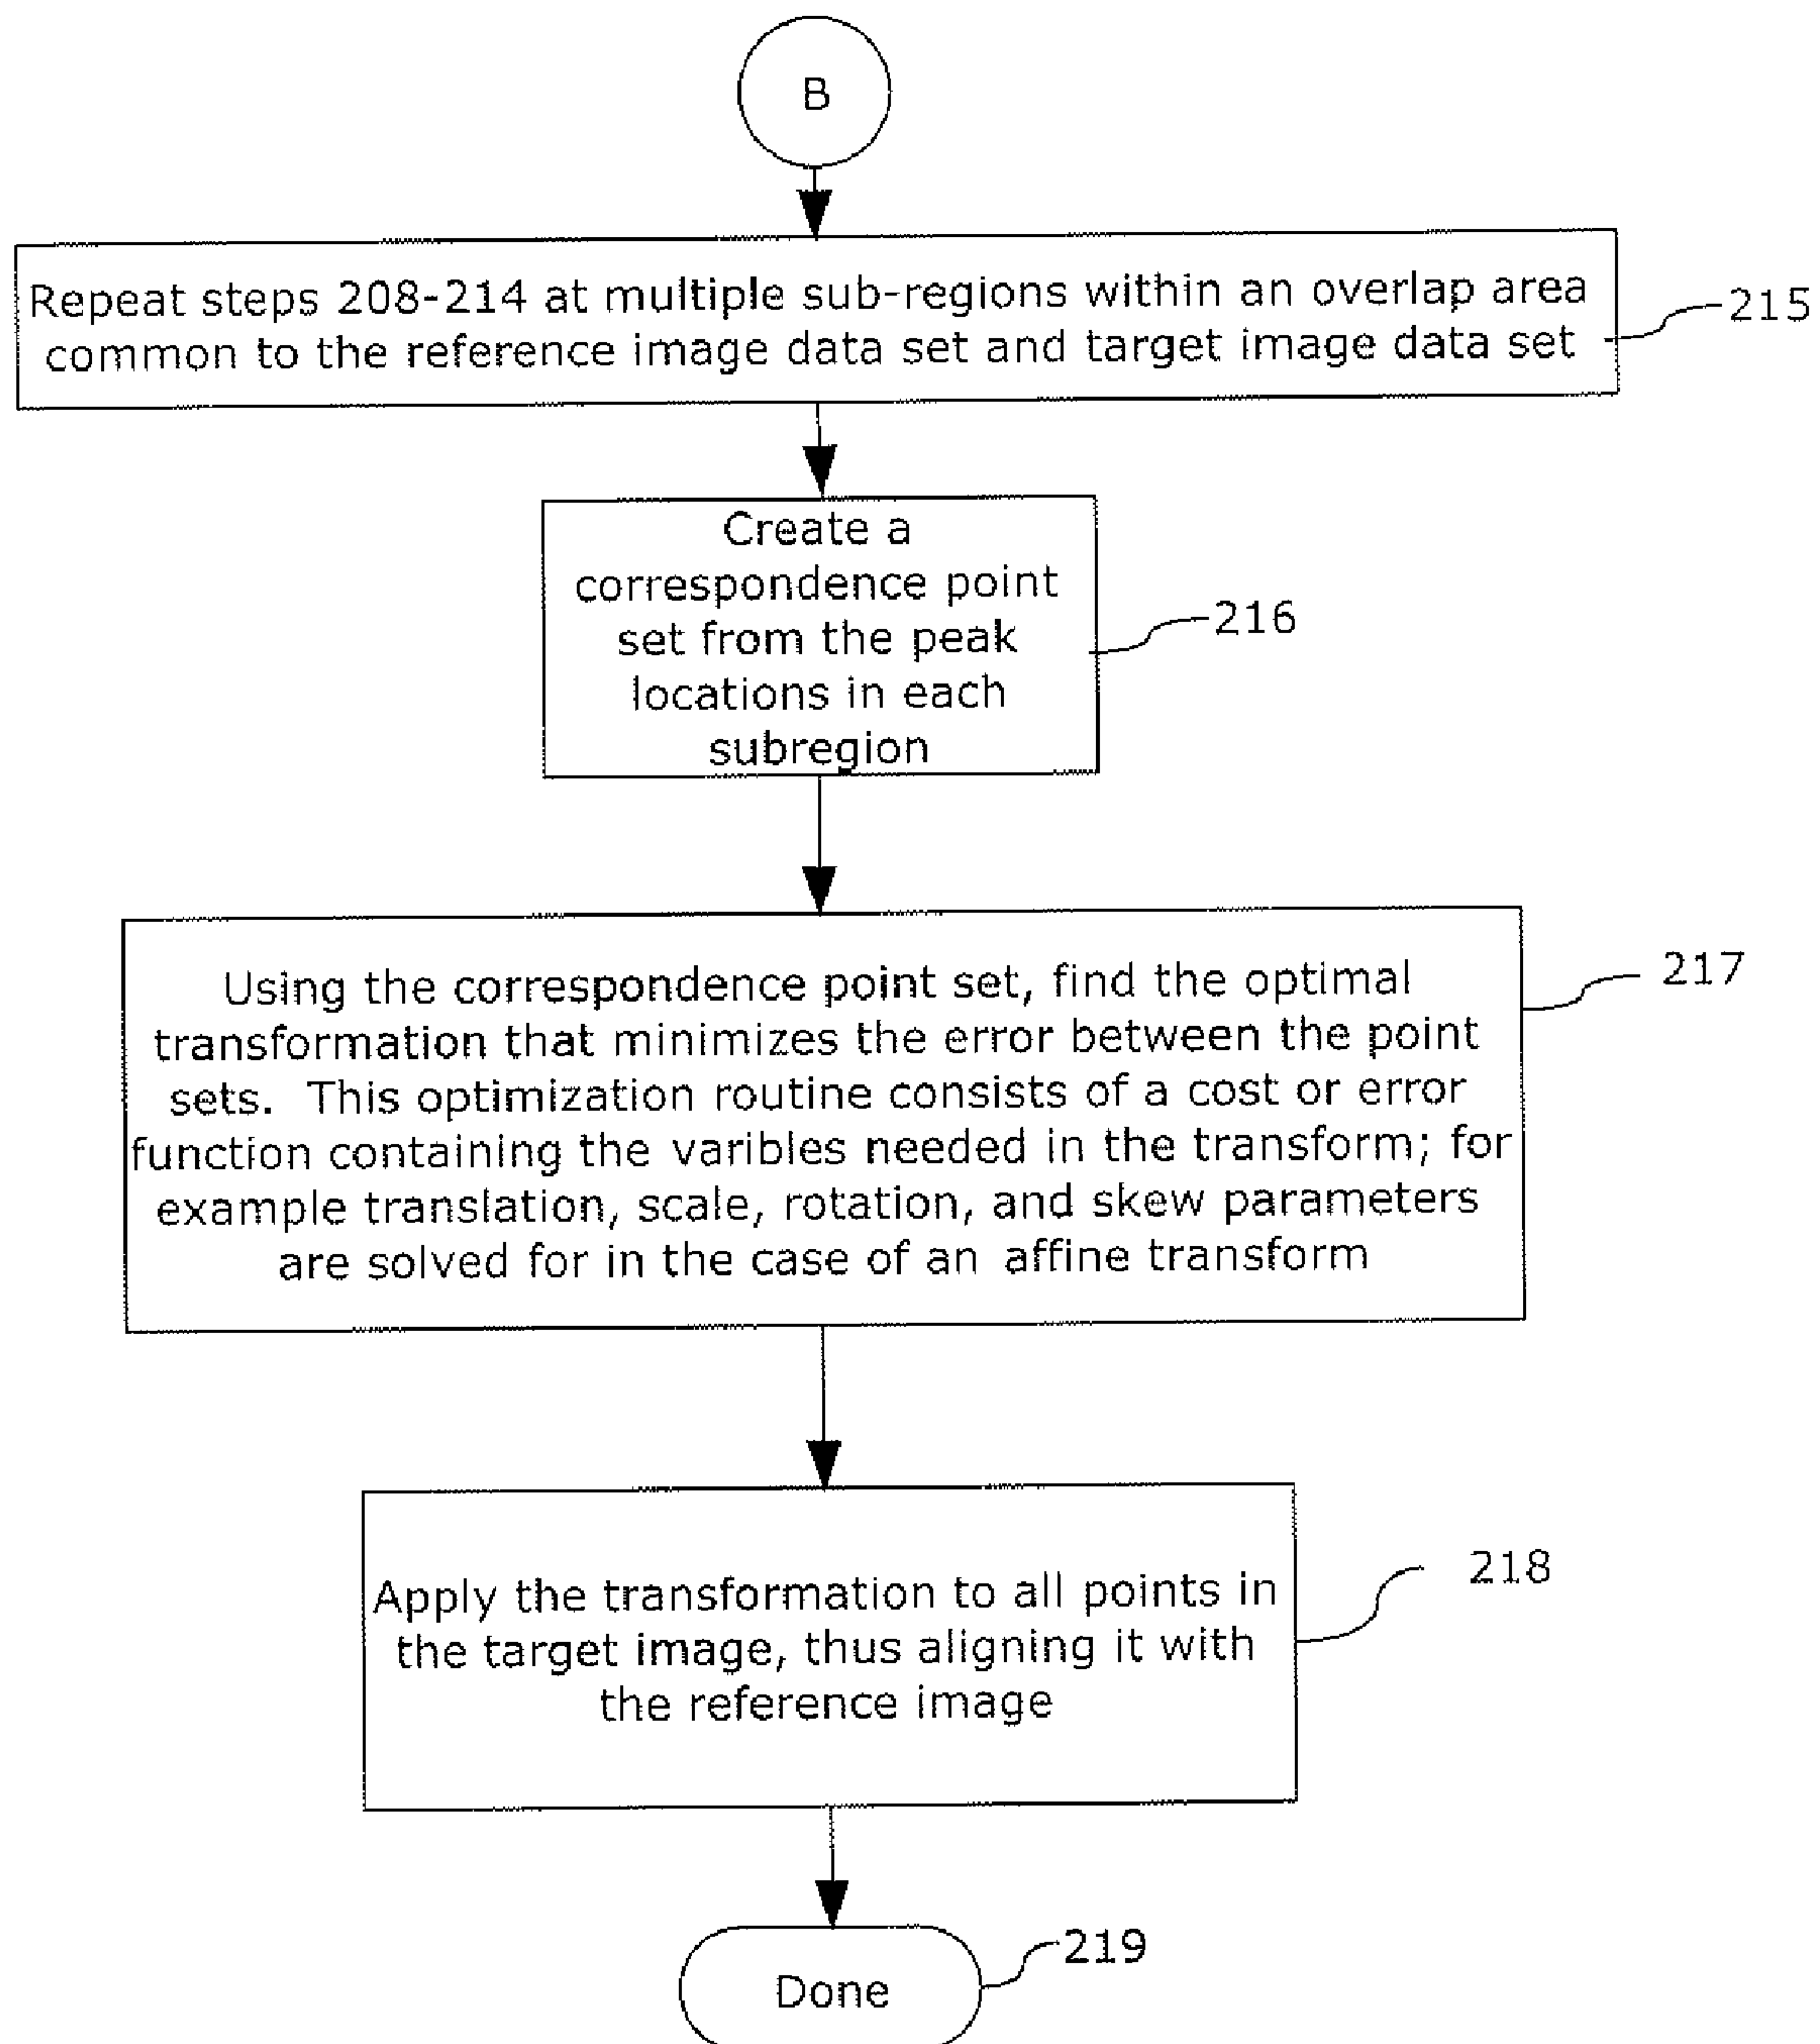 B
Repeat steps 208-214 at multiple sub-regions within an overlap area
common to the reference image data set and target image data set
215
Create a
correspondence point
set from the peak
locations in each
subregion
216
Using the correspondence point set, find the optimal
transformation that minimizes the error between the point
sets. This optimization routine consists of a cost or error
function containing the varibles needed in the transform; for
example translation, scale, rotation, and skew parameters
are solved for in the case of an affine transform
217
Apply the transformation to all points in
the target image, thus aligning it with
the reference image
218
Done
219